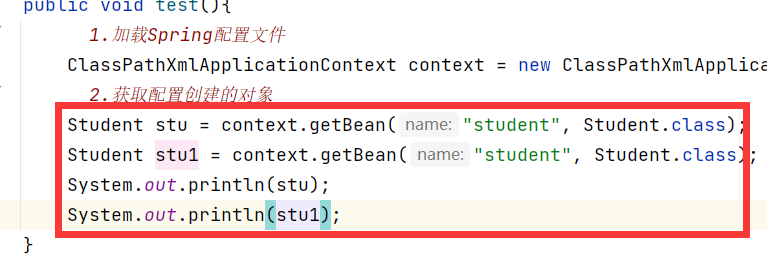 public void test(){
1.加载Spring配置文件
ClassPathXmlApplicationContext context = new ClassPathXmlApplica
2.获取配置创建的对象
Student stu = context.getBean( name: "student", Student.class);
Student stu1 = context.getBean( name: "student", Student.class);
System.out.println(stu);
System.out.println(stu1);
}